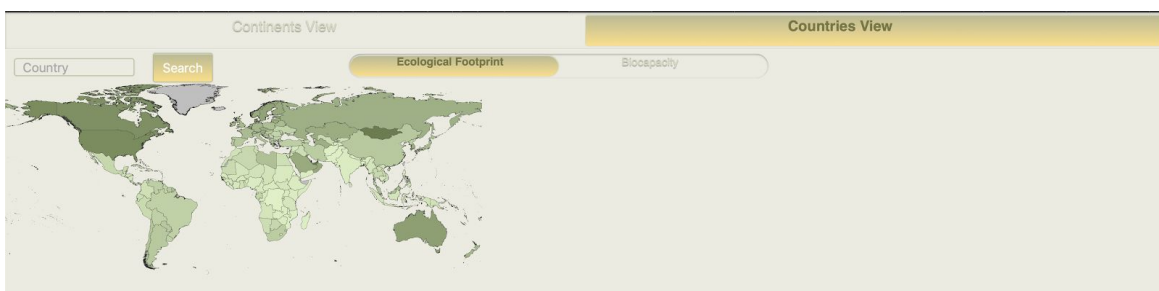 Continents View
Countries View
Country
Search
Ecological Footprint
Biocapacity